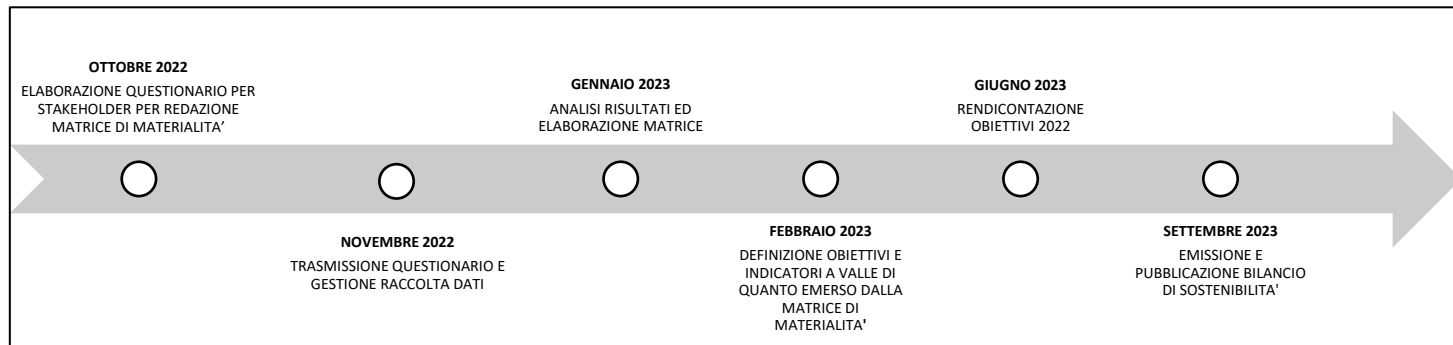 OTTOBRE 2022
ELABORAZIONE QUESTIONARIO PER
STAKEHOLDER PER REDAZIONE
MATRICE DI MATERIALITA’
NOVEMBRE 2022
TRASMISSIONE QUESTIONARIO E
GESTIONE RACCOLTA DATI
GENNAIO 2023
ANALISI RISULTATI ED
ELABORAZIONE MATRICE
FEBBRAIO 2023
DEFINIZIONE OBIETTIVI E
INDICATORI A VALLE DI
QUANTO EMERSO DALLA
MATRICE DI
MATERIALITA'
GIUGNO 2023
RENDICONTAZIONE
OBIETTIVI 2022
SETTEMBRE 2023
EMISSIONE E
PUBBLICAZIONE BILANCIO
DI SOSTENIBILITA'